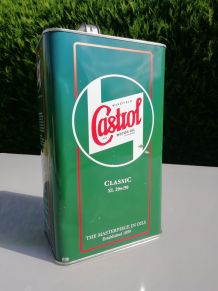 WAKEFIELD
Castrol
MOTOR OIL
CLASSIC
XL 20w/50
THE MASTERPIECE IN OILS
Established 1899